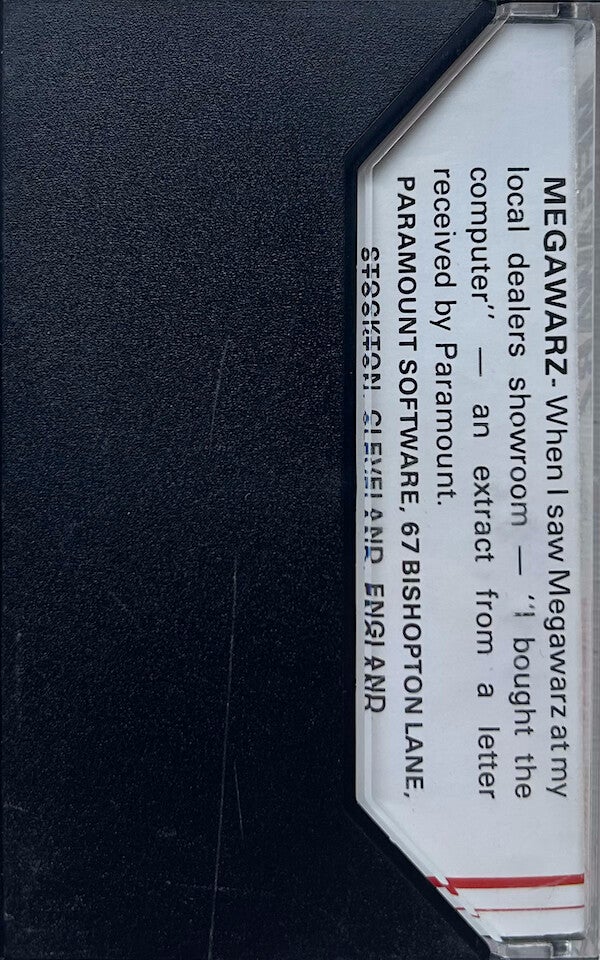 MEGAWARZ- When I saw Megawarz at my
local dealers showroom — "I bought the
computer" — an extract from a letter
received by Paramount.
PARAMOUNT SOFTWARE, 67 BISHOPTON LANE,
STOCKTON, CLEVELAND, ENGLAND